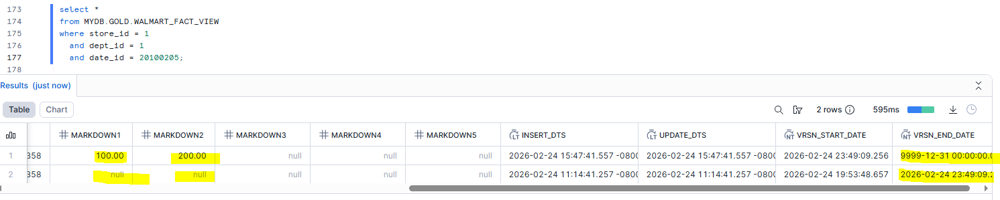 173 select *
174 from MYDB.GOLD.WALMART_FACT_VIEW
175 where store_id = 1
176 and dept_id = 1
177 and date_id = 20100205;
178
Results (just now)
Table Chart 2 rows 595ms
MARKDOWN1 MARKDOWN2 MARKDOWN3 MARKDOWN4 MARKDOWN5 INSERT_DTS UPDATE_DTS VRSN_START_DATE VRSN_END_DATE
1 358 100.00 200.00 null null null 2026-02-24 15:47:41.557 -0800 2026-02-24 15:47:41.557 -0800 2026-02-24 23:49:09.256 9999-12-31 00:00:00.0
2 358 null null null null null 2026-02-24 11:14:41.257 -0800 2026-02-24 11:14:41.257 -0800 2026-02-24 19:53:48.657 2026-02-24 23:49:09.2